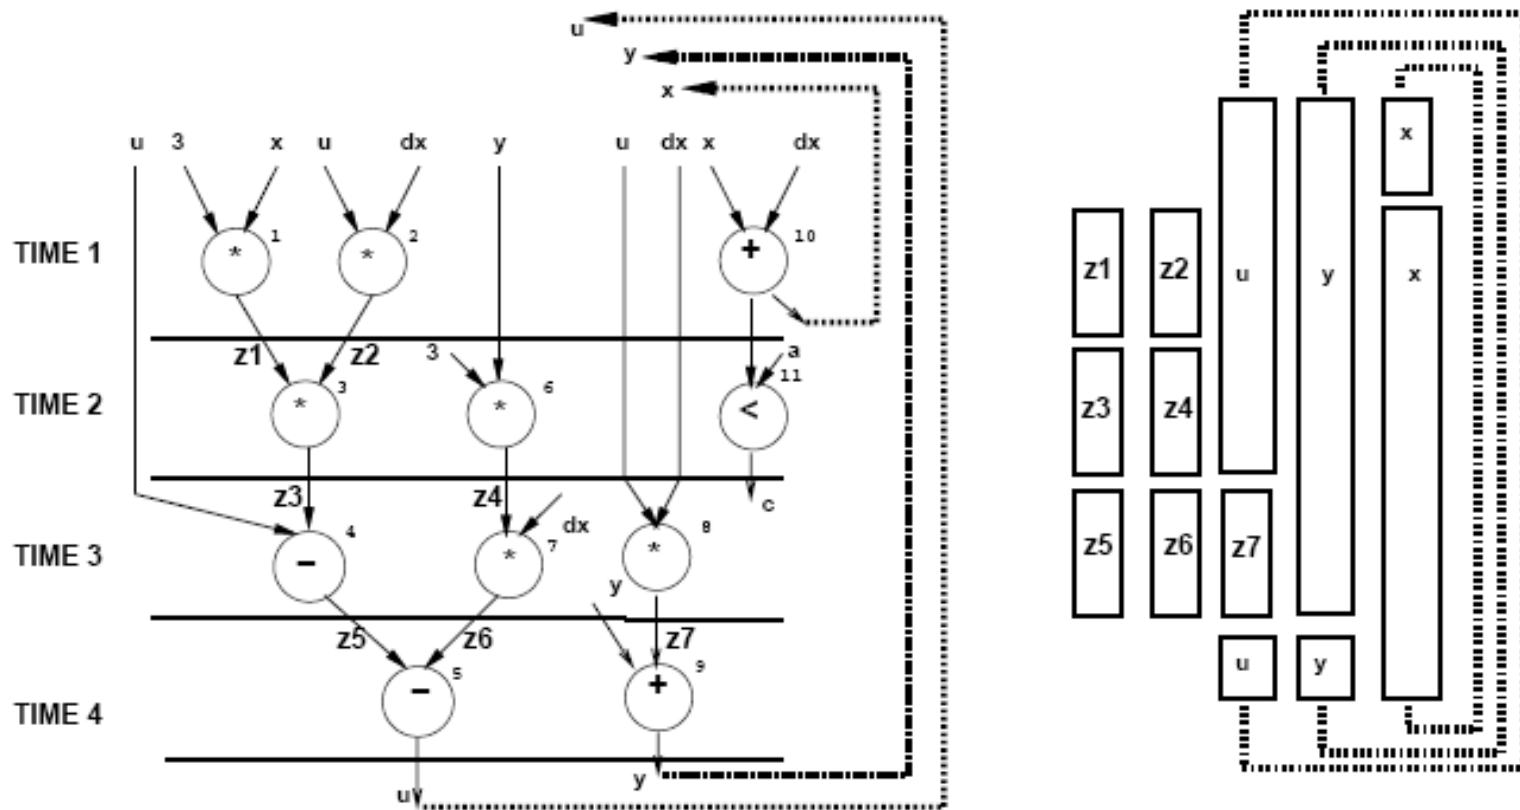 u
y
x
u 3 x u dx y u dx x dx
TIME 1 * 1 * 2 + 10
z1 z2 3 a
TIME 2 * 3 * 6 < 11
z3 z4 c
dx
TIME 3 - 4 * 7 * 8
y
z5 z6 z7
TIME 4 - 5 + 9
y
u
x
z1 z2 u y x
z3 z4
z5 z6 z7
u y